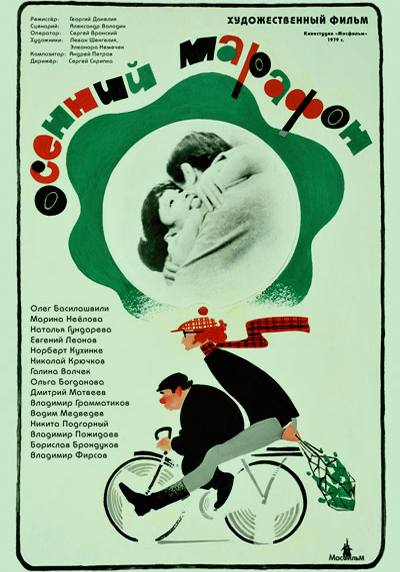 Режиссёр: Георгий Данелия
Сценарий: Александр Володин
Оператор: Сергей Вронский
Художники: Леван Шенгелия,
Элеонора Немечек
Композитор: Андрей Петров
Дирижёр: Сергей Скрипка
ХУДОЖЕСТВЕННЫЙ ФИЛЬМ
Киностудия «Мосфильм»
1979 г.
осенний марафон
Олег Басилашвили
Марина Неёлова
Наталья Гундарева
Евгений Леонов
Норберт Кухинке
Николай Крючков
Галина Волчек
Ольга Богданова
Дмитрий Матвеев
Владимир Грамматиков
Вадим Медведев
Никита Подгорный
Владимир Пожидаев
Борислав Брондуков
Владимир Фирсов
Мосфильм